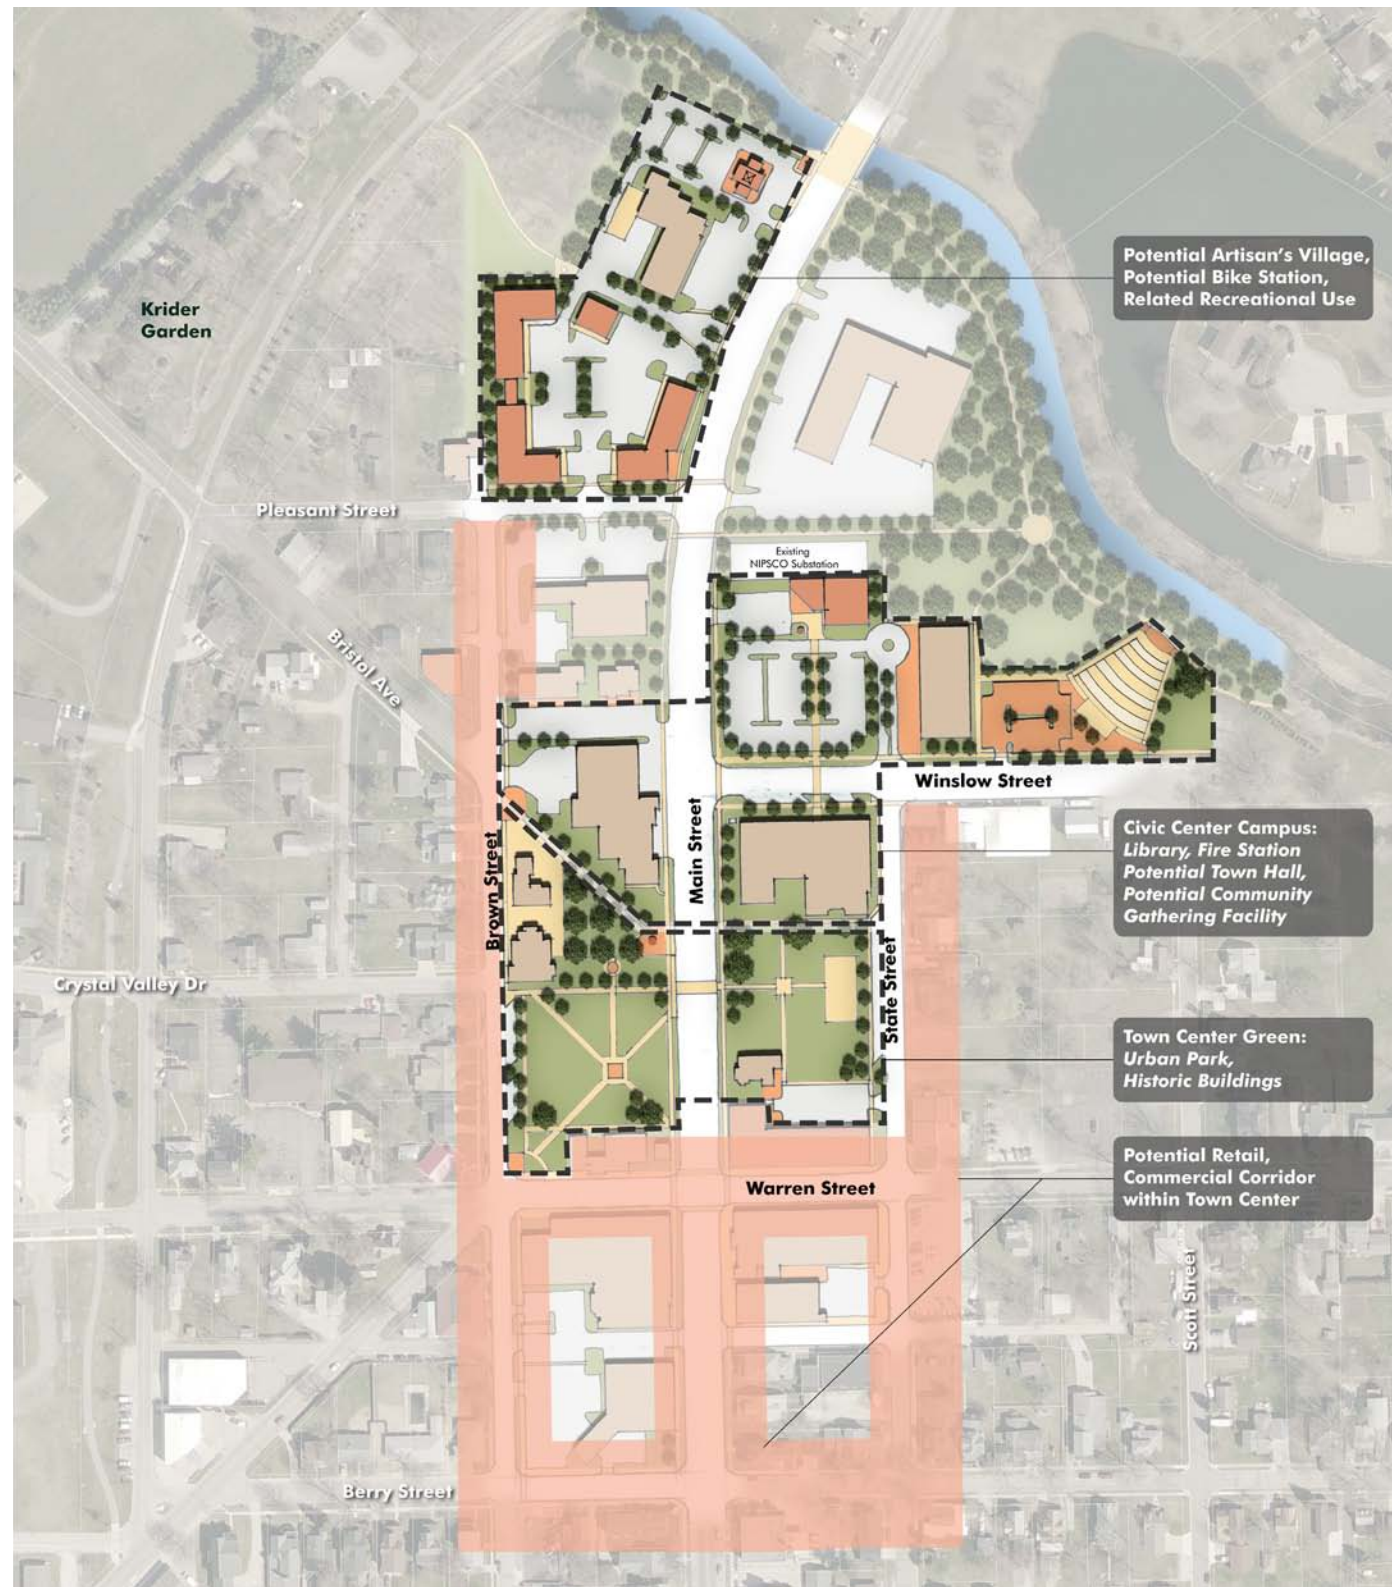 Potential Artisan's Village,
Potential Bike Station,
Related Recreational Use
Krider
Garden
Pleasant Street
Existing
NIPSCO Substation
Bristol Ave
Winslow Street
Main Street
Brown Street
Civic Center Campus:
Library, Fire Station
Potential Town Hall,
Potential Community
Gathering Facility
State Street
Crystal Valley Dr
Town Center Green:
Urban Park,
Historic Buildings
Potential Retail,
Commercial Corridor
within Town Center
Warren Street
Scott Street
Berry Street